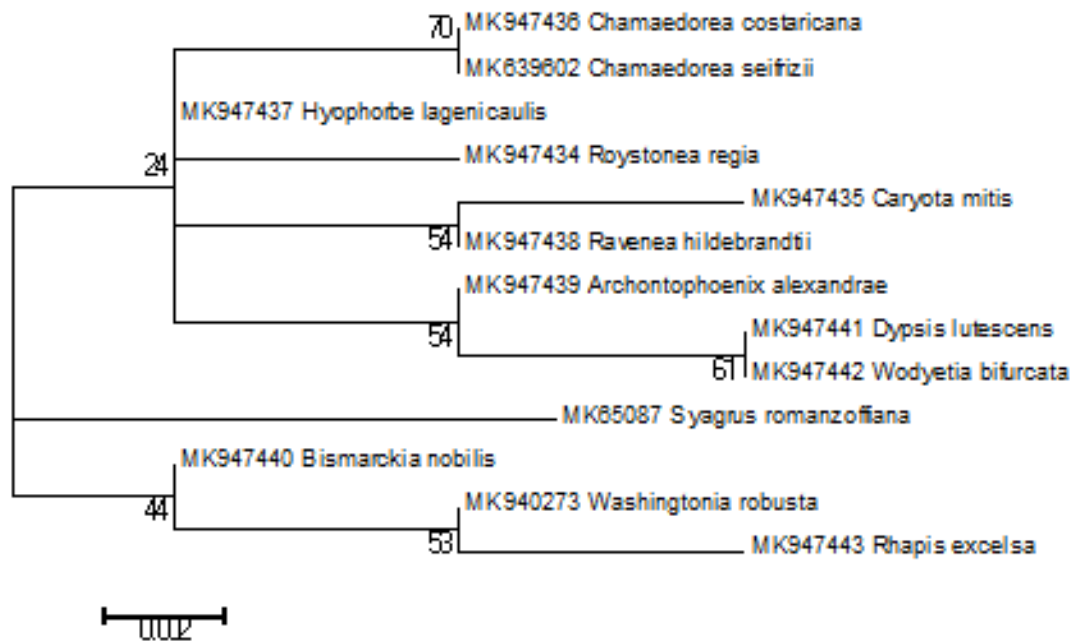 70
MK947436 Chamaedorea costaricana
MK639602 Chamaedorea seifrizii
MK947437 Hyophorbe lagenicaulis
24
MK947434 Roystonea regia
MK947435 Caryota mitis
54
MK947438 Ravenea hildebrandtii
MK947439 Archontophoenix alexandrae
54
MK947441 Dypsis lutescens
61
MK947442 Wodyetia bifurcata
MK65087 Syagrus romanzoffiana
MK947440 Bismarckia nobilis
44
MK940273 Washingtonia robusta
53
MK947443 Rhapis excelsa
0.002